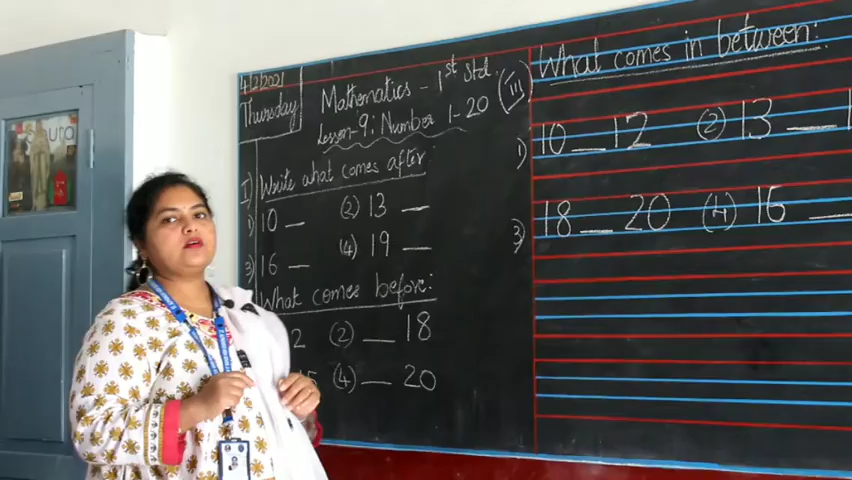 4/2/2021
Thursday
Mathematics - 1st Std.
Lesson-9: Number 1-20
I) Write what comes after:
1) 10 __ (2) 13 __
3) 16 __ (4) 19 __
What comes before:
2 (2) __ 18
(4) __ 20
(III) What comes in between:
1) 10 __ 12 (2) 13 __ 1
3) 18 __ 20 (4) 16 __